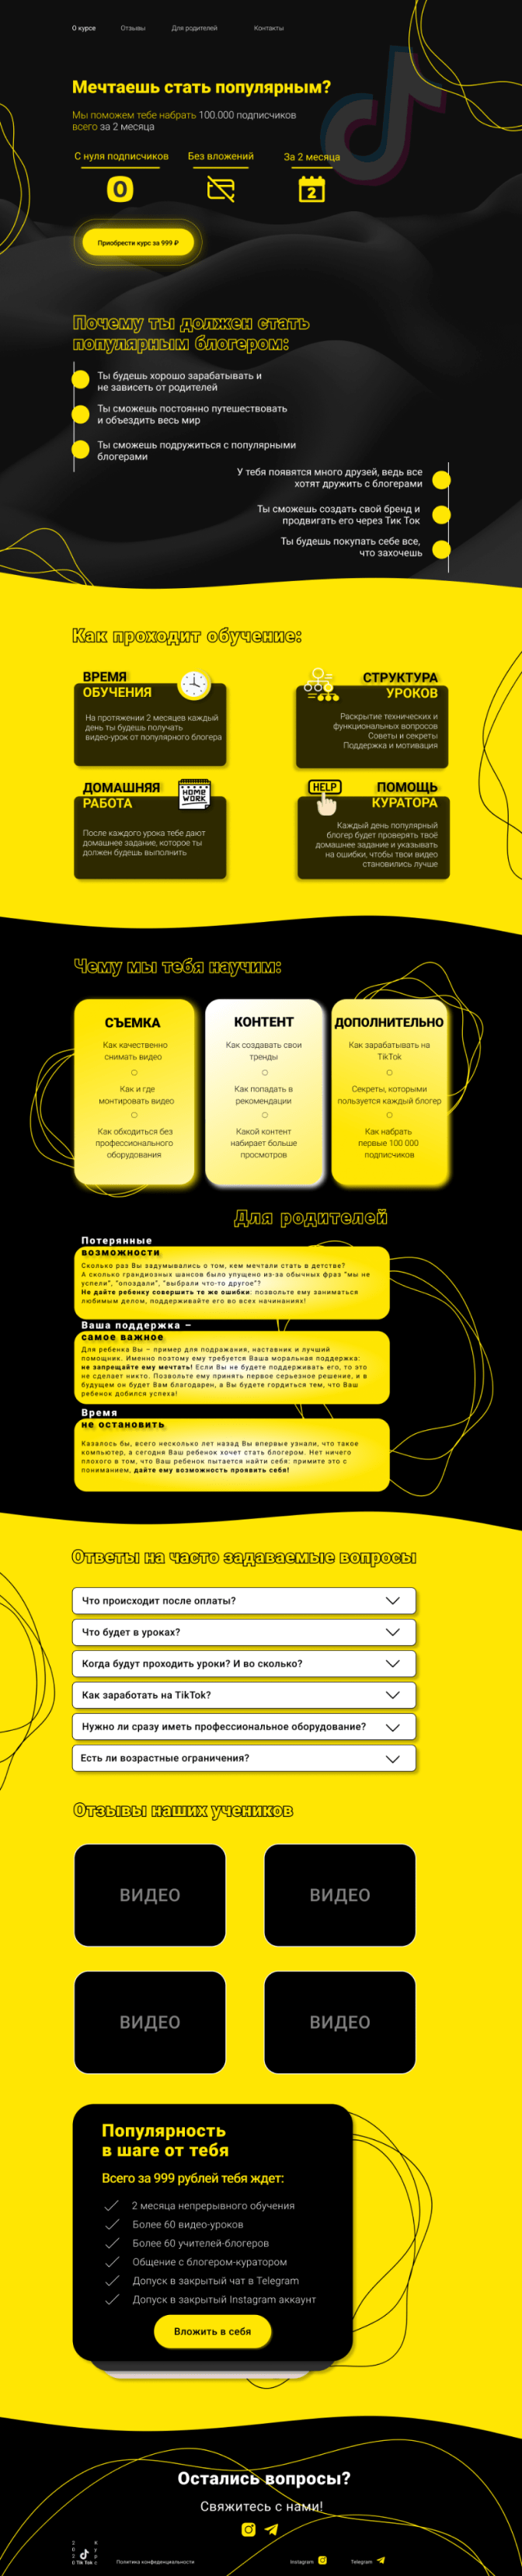 О курсе
Отзывы
Для родителей
Контакты
Мечтаешь стать популярным?
Мы поможем тебе набрать 100.000 подписчиков
всего за 2 месяца
С нуля подписчиков
Без вложений
За 2 месяца
0
2
Приобрести курс за 999 ₽
Почему ты должен стать
популярным блогером:
Ты будешь хорошо зарабатывать и
не зависеть от родителей
Ты сможешь постоянно путешествовать
и объездить весь мир
Ты сможешь подружиться с популярными
блогерами
У тебя появятся много друзей, ведь все
хотят дружить с блогерами
Ты сможешь создать свой бренд и
продвигать его через Тик Ток
Ты будешь покупать себе все,
что захочешь
Как проходит обучение:
ВРЕМЯ
ОБУЧЕНИЯ
На протяжении 2 месяцев каждый
день ты будешь получать
видео-урок от популярного блогера
СТРУКТУРА
УРОКОВ
Раскрытие технических и
функциональных вопросов
Советы и секреты
Поддержка и мотивация
ДОМАШНЯЯ
РАБОТА
HOME
WORK
После каждого урока тебе дают
домашнее задание, которое ты
должен будешь выполнить
HELP
ПОМОЩЬ
КУРАТОРА
Каждый день популярный
блогер будет проверять твоё
домашнее задание и указывать
на ошибки, чтобы твои видео
становились лучше
Чему мы тебя научим:
СЪЕМКА
Как качественно
снимать видео
Как и где
монтировать видео
Как обходиться без
профессионального
оборудования
КОНТЕНТ
Как создавать свои
тренды
Как попадать в
рекомендации
Какой контент
набирает больше
просмотров
ДОПОЛНИТЕЛЬНО
Как зарабатывать на
TikTok
Секреты, которыми
пользуется каждый блогер
Как набрать
первые 100 000
подписчиков
Для родителей
Потерянные
возможности
Сколько раз Вы задумывались о том, кем мечтали стать в детстве?
А сколько грандиозных шансов было упущено из-за обычных фраз "мы не
успели", "опоздали", "выбрали что-то другое"?
Не дайте ребенку совершить те же ошибки: позвольте ему заниматься
любимым делом, поддерживайте его во всех начинаниях!
Ваша поддержка –
самое важное
Для ребенка Вы – пример для подражания, наставник и лучший
помощник. Именно поэтому ему требуется Ваша моральная поддержка:
не запрещайте ему мечтать! Если Вы не будете поддерживать его, то это
не сделает никто. Позвольте ему принять первое серьезное решение, и в
будущем он будет Вам благодарен, а Вы будете гордиться тем, что Ваш
ребенок добился успеха!
Время
не остановить
Казалось бы, всего несколько лет назад Вы впервые узнали, что такое
компьютер, а сегодня Ваш ребенок хочет стать блогером. Нет ничего
плохого в том, что Ваш ребенок пытается найти себя: примите это с
пониманием, дайте ему возможность проявить себя!
Ответы на часто задаваемые вопросы
Что происходит после оплаты?
Что будет в уроках?
Когда будут проходить уроки? И во сколько?
Как заработать на TikTok?
Нужно ли сразу иметь профессиональное оборудование?
Есть ли возрастные ограничения?
Отзывы наших учеников
ВИДЕО
ВИДЕО
ВИДЕО
ВИДЕО
Популярность
в шаге от тебя
Всего за 999 рублей тебя ждет:
2 месяца непрерывного обучения
Более 60 видео-уроков
Более 60 учителей-блогеров
Общение с блогером-куратором
Допуск в закрытый чат в Telegram
Допуск в закрытый Instagram аккаунт
Вложить в себя
Остались вопросы?
Свяжитесь с нами!
Tik Tok
Политика конфиденциальности
Instagram
Telegram